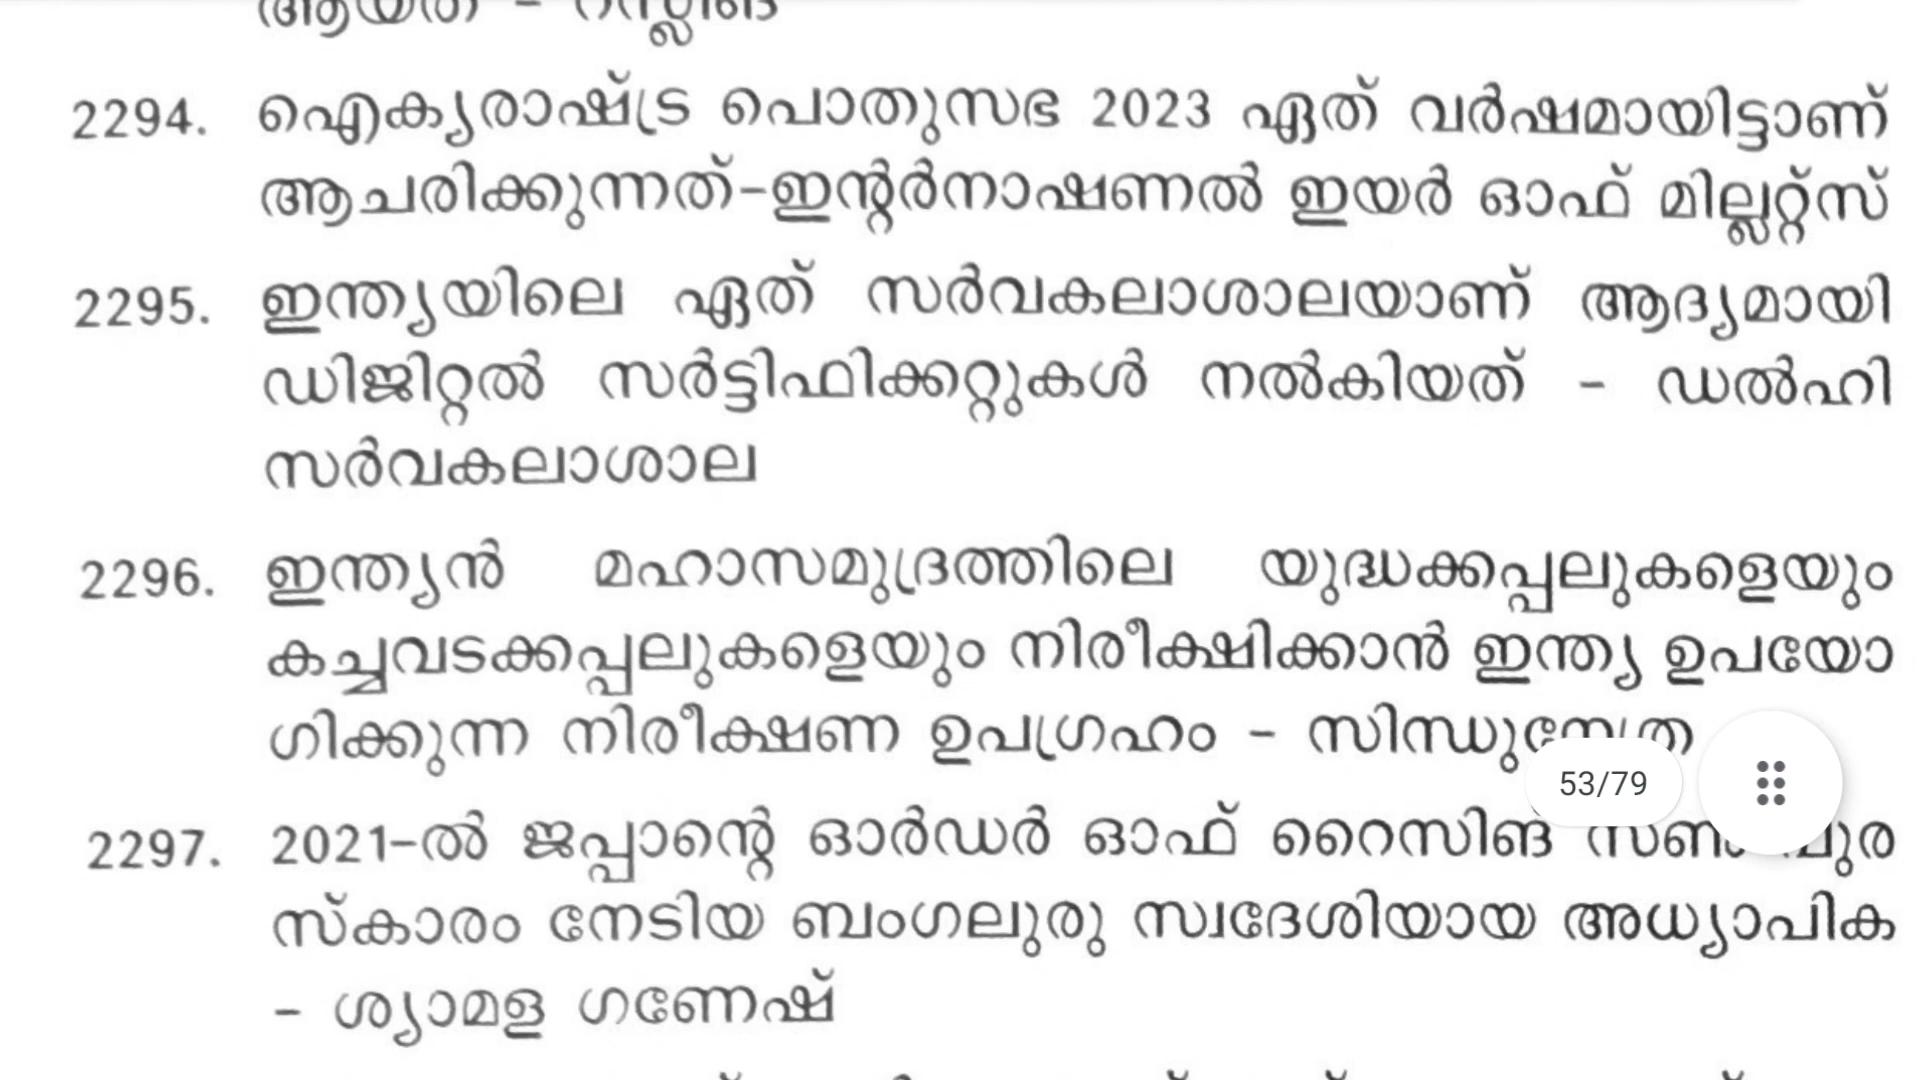 2294. ഐക്യരാഷ്ട്ര പൊതുസഭ 2023 ഏത് വർഷമായിട്ടാണ്
ആചരിക്കുന്നത്-ഇന്റർനാഷണൽ ഇയർ ഓഫ് മില്ലറ്റ്സ്
2295. ഇന്ത്യയിലെ ഏത് സർവകലാശാലയാണ് ആദ്യമായി
ഡിജിറ്റൽ സർട്ടിഫിക്കറ്റുകൾ നൽകിയത് - ഡൽഹി
സർവകലാശാല
2296. ഇന്ത്യൻ മഹാസമുദ്രത്തിലെ യുദ്ധക്കപ്പലുകളെയും
കച്ചവടക്കപ്പലുകളെയും നിരീക്ഷിക്കാൻ ഇന്ത്യ ഉപയോ
ഗിക്കുന്ന നിരീക്ഷണ ഉപഗ്രഹം - സിന്ധുനേത്ര
53/79
2297. 2021-ൽ ജപ്പാന്റെ ഓർഡർ ഓഫ് റൈസിങ് സൺ പുര
സ്കാരം നേടിയ ബംഗലുരു സ്വദേശിയായ അധ്യാപിക
- ശ്യാമള ഗണേഷ്